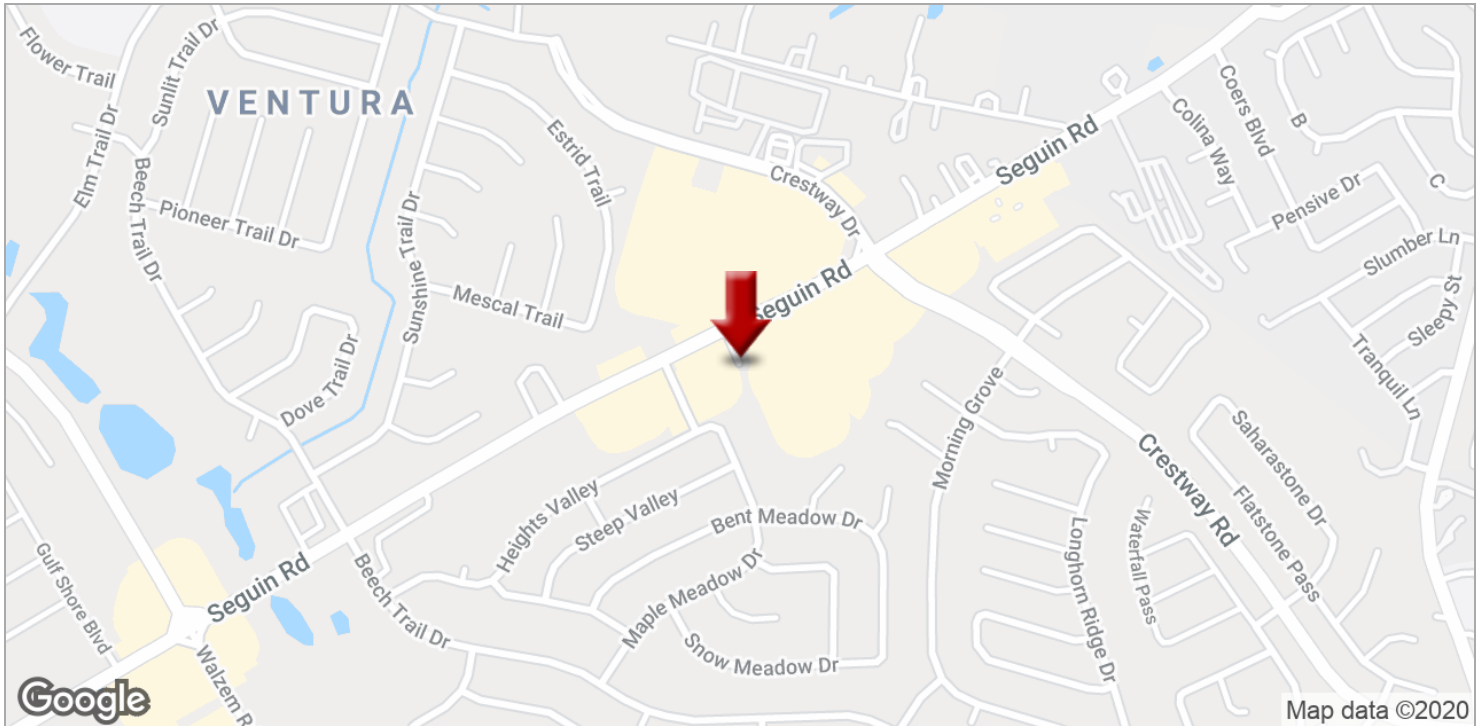 Flower Trail
Sunlit Trail Dr
VENTURA
Elm Trail Dr
Beech Trail Dr
Pioneer Trail Dr
Sunshine Trail Dr
Estrid Trail
Mescal Trail
Dove Trail Dr
Crestway Dr
Seguin Rd
Seguin Rd
Colina Way
Coers Blvd
B
C
Pensive Dr
Slumber Ln
Sleepy St
Tranquil Ln
Morning Grove
Crestway Rd
Saharastone Dr
Flatstone Pass
Waterfall Pass
Longhorn Ridge Dr
Heights Valley
Steep Valley
Bent Meadow Dr
Maple Meadow Dr
Snow Meadow Dr
Beech Trail Dr
Seguin Rd
Gulf Shore Blvd
Walzem R
Google
Map data ©2020